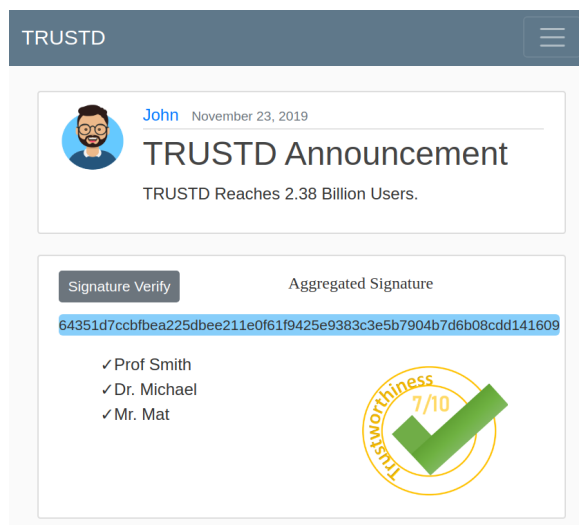 TRUSTD
John November 23, 2019
TRUSTD Announcement
TRUSTD Reaches 2.38 Billion Users.
Signature Verify
Aggregated Signature
64351d7ccbfbea225dbee211e0f61f9425e9383c3e5b7904b7d6b08cdd141609
✓Prof Smith
✓Dr. Michael
✓Mr. Mat
Trustworthiness
7/10